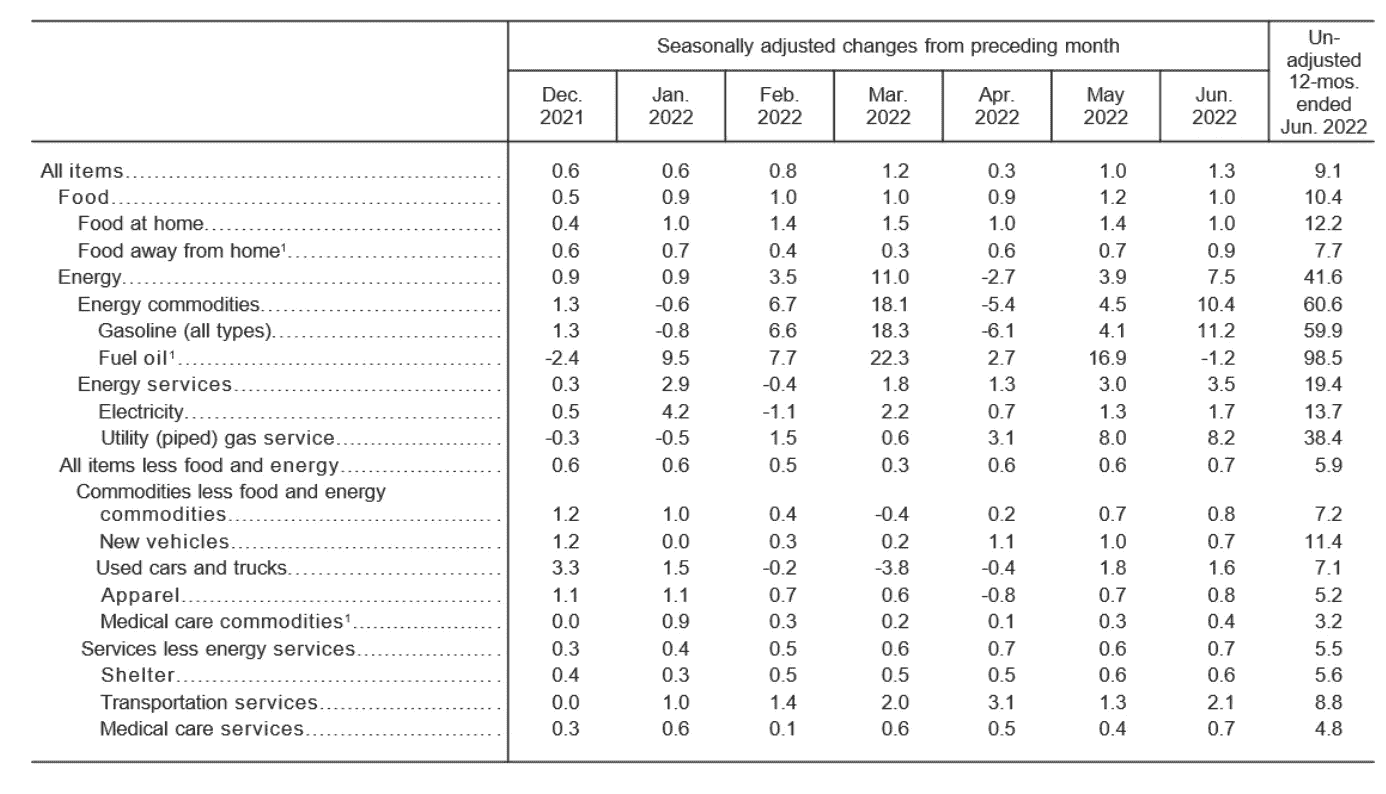 Seasonally adjusted changes from preceding month
Un-
adjusted
12-mos.
ended
Jun. 2022
Dec.
2021
Jan.
2022
Feb.
2022
Mar.
2022
Apr.
2022
May
2022
Jun.
2022
All items 0.6 0.6 0.8 1.2 0.3 1.0 1.3 9.1
Food 0.5 0.9 1.0 1.0 0.9 1.2 1.0 10.4
Food at home 0.4 1.0 1.4 1.5 1.0 1.4 1.0 12.2
Food away from home¹ 0.6 0.7 0.4 0.3 0.6 0.7 0.9 7.7
Energy 0.9 0.9 3.5 11.0 -2.7 3.9 7.5 41.6
Energy commodities 1.3 -0.6 6.7 18.1 -5.4 4.5 10.4 60.6
Gasoline (all types) 1.3 -0.8 6.6 18.3 -6.1 4.1 11.2 59.9
Fuel oil¹ -2.4 9.5 7.7 22.3 2.7 16.9 -1.2 98.5
Energy services 0.3 2.9 -0.4 1.8 1.3 3.0 3.5 19.4
Electricity 0.5 4.2 -1.1 2.2 0.7 1.3 1.7 13.7
Utility (piped) gas service -0.3 -0.5 1.5 0.6 3.1 8.0 8.2 38.4
All items less food and energy 0.6 0.6 0.5 0.3 0.6 0.6 0.7 5.9
Commodities less food and energy
commodities 1.2 1.0 0.4 -0.4 0.2 0.7 0.8 7.2
New vehicles 1.2 0.0 0.3 0.2 1.1 1.0 0.7 11.4
Used cars and trucks 3.3 1.5 -0.2 -3.8 -0.4 1.8 1.6 7.1
Apparel 1.1 1.1 0.7 0.6 -0.8 0.7 0.8 5.2
Medical care commodities¹ 0.0 0.9 0.3 0.2 0.1 0.3 0.4 3.2
Services less energy services 0.3 0.4 0.5 0.6 0.7 0.6 0.7 5.5
Shelter 0.4 0.3 0.5 0.5 0.5 0.6 0.6 5.6
Transportation services 0.0 1.0 1.4 2.0 3.1 1.3 2.1 8.8
Medical care services 0.3 0.6 0.1 0.6 0.5 0.4 0.7 4.8